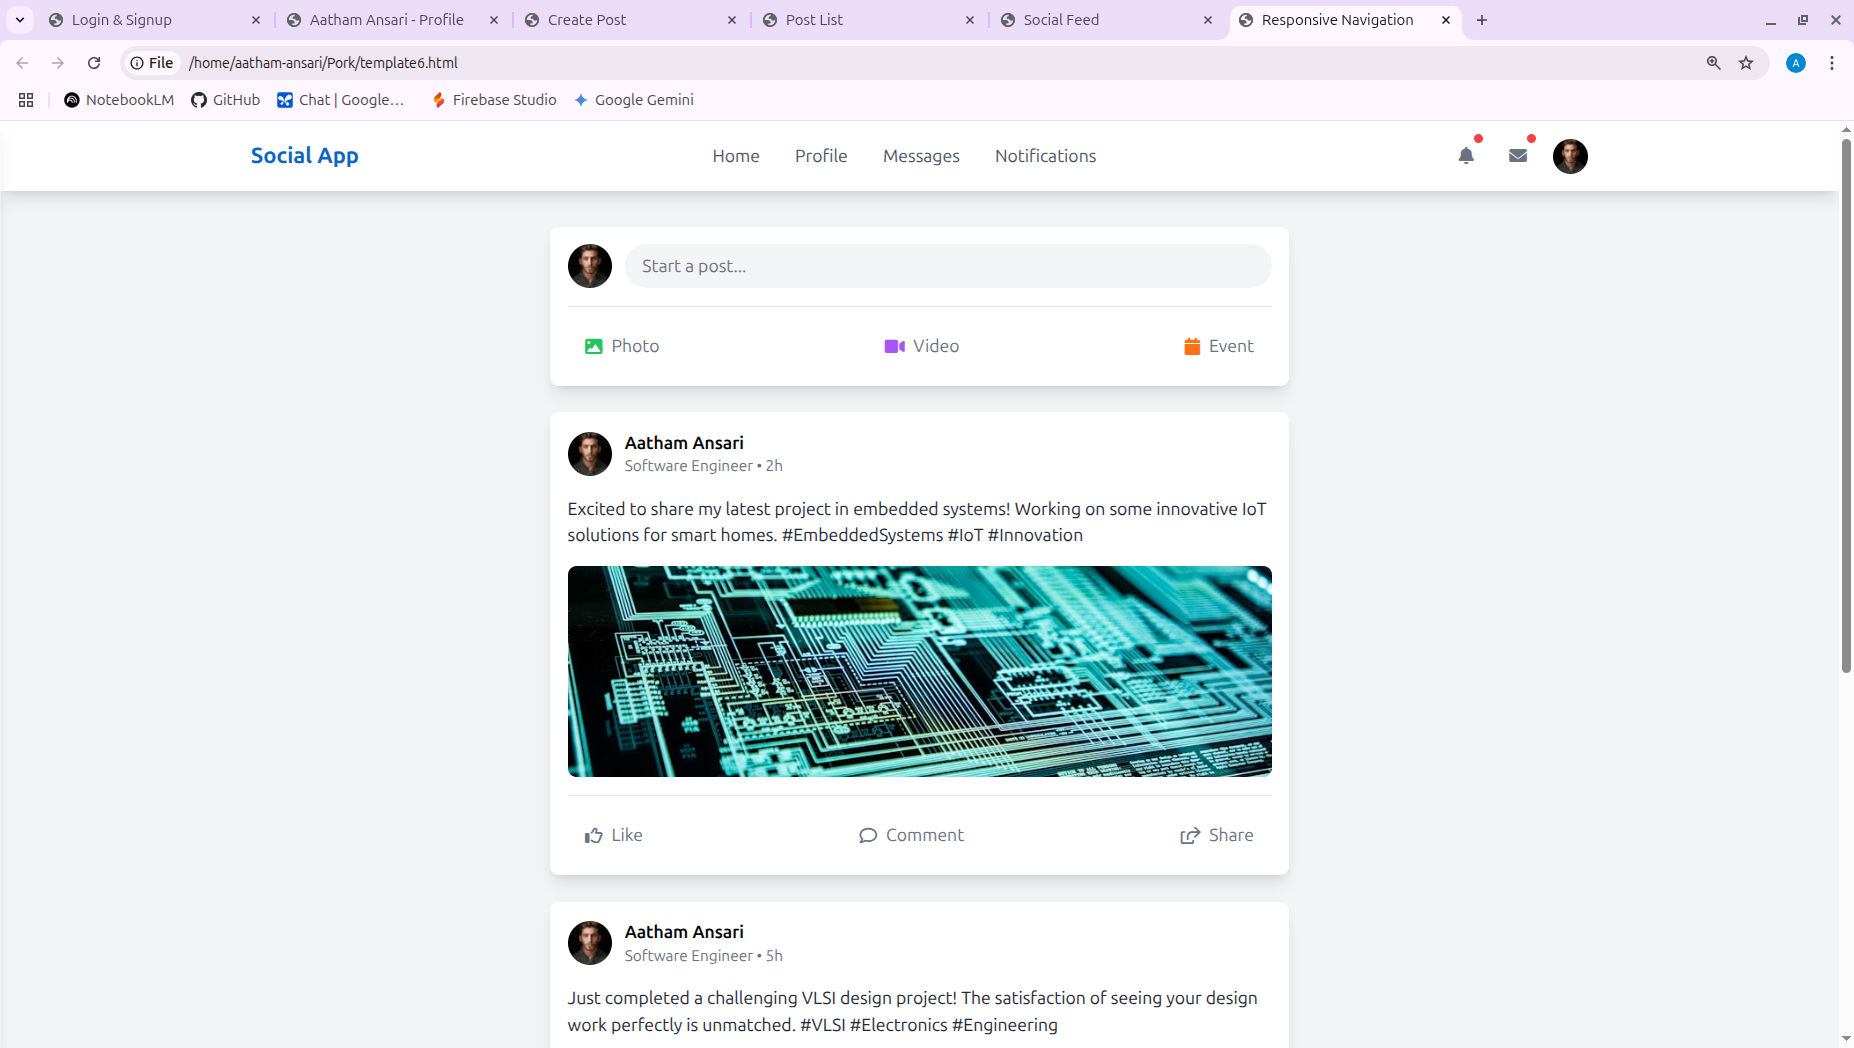 Login & Signup
Aatham Ansari - Profile
Create Post
Post List
Social Feed
Responsive Navigation
File /home/aatham-ansari/Pork/template6.html
A
NotebookLM GitHub Chat | Google... Firebase Studio Google Gemini
Social App Home Profile Messages Notifications
Start a post...
Photo Video Event
Aatham Ansari
Software Engineer • 2h
Excited to share my latest project in embedded systems! Working on some innovative IoT
solutions for smart homes. #EmbeddedSystems #IoT #Innovation
Like Comment Share
Aatham Ansari
Software Engineer • 5h
Just completed a challenging VLSI design project! The satisfaction of seeing your design
work perfectly is unmatched. #VLSI #Electronics #Engineering